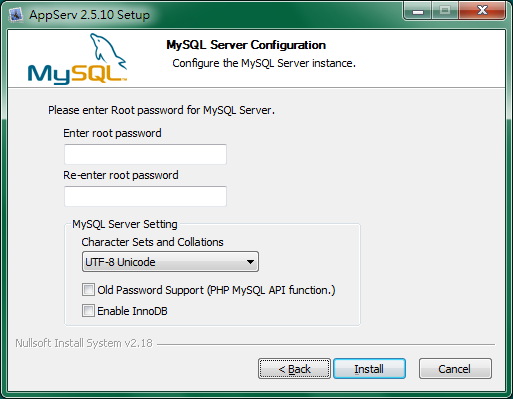 AppServ 2.5.10 Setup
MySQL Server Configuration
Configure the MySQL Server instance.
MySQL
Please enter Root password for MySQL Server.
Enter root password
Re-enter root password
MySQL Server Setting
Character Sets and Collations
UTF-8 Unicode
Old Password Support (PHP MySQL API function.)
Enable InnoDB
Nullsoft Install System v2.18
< Back Install Cancel